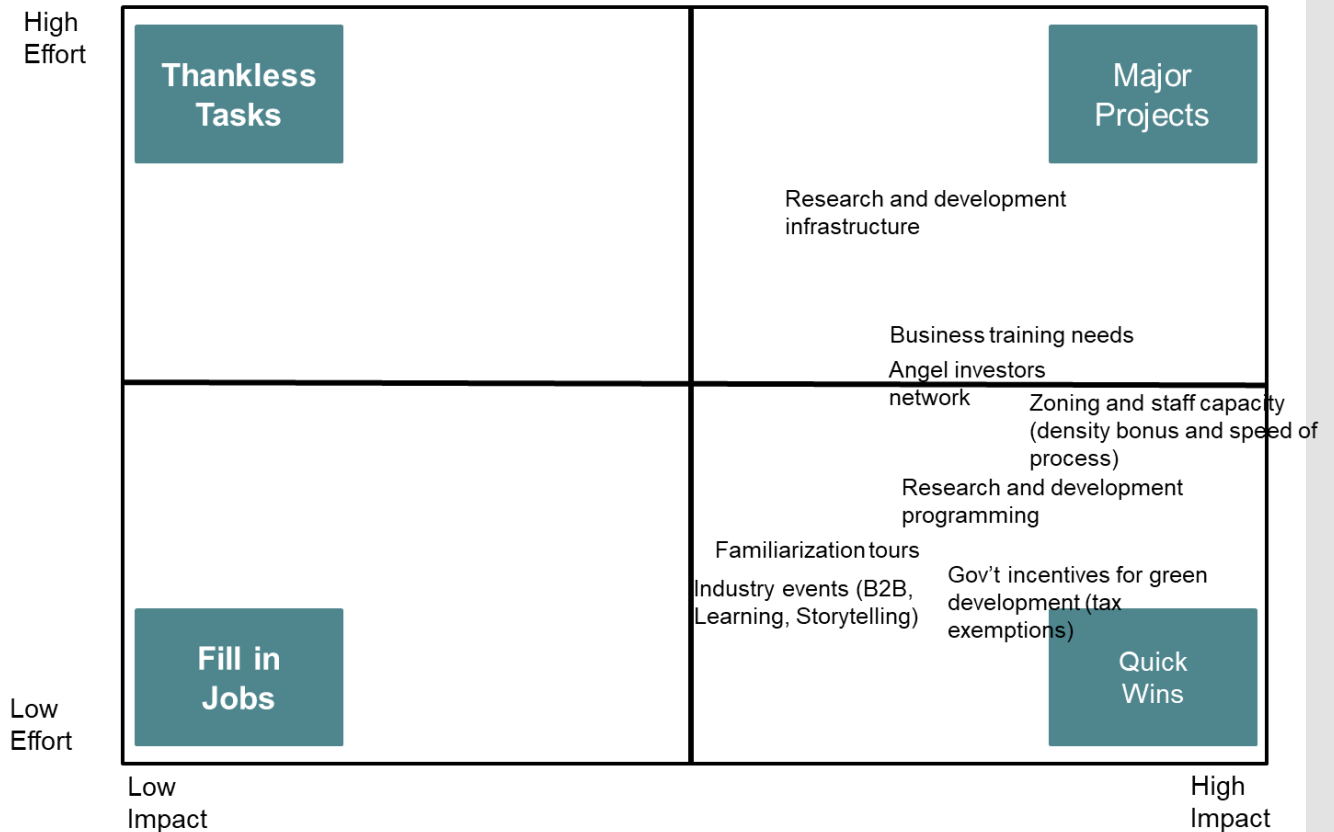 High
Effort
Thankless
Tasks
Major
Projects
Research and development
infrastructure
Business training needs
Angel investors
network
Zoning and staff capacity
(density bonus and speed of
process)
Research and development
programming
Familiarization tours
Industry events (B2B,
Learning, Storytelling)
Gov't incentives for green
development (tax
exemptions)
Fill in
Jobs
Quick
Wins
Low
Effort
Low
Impact
High
Impact